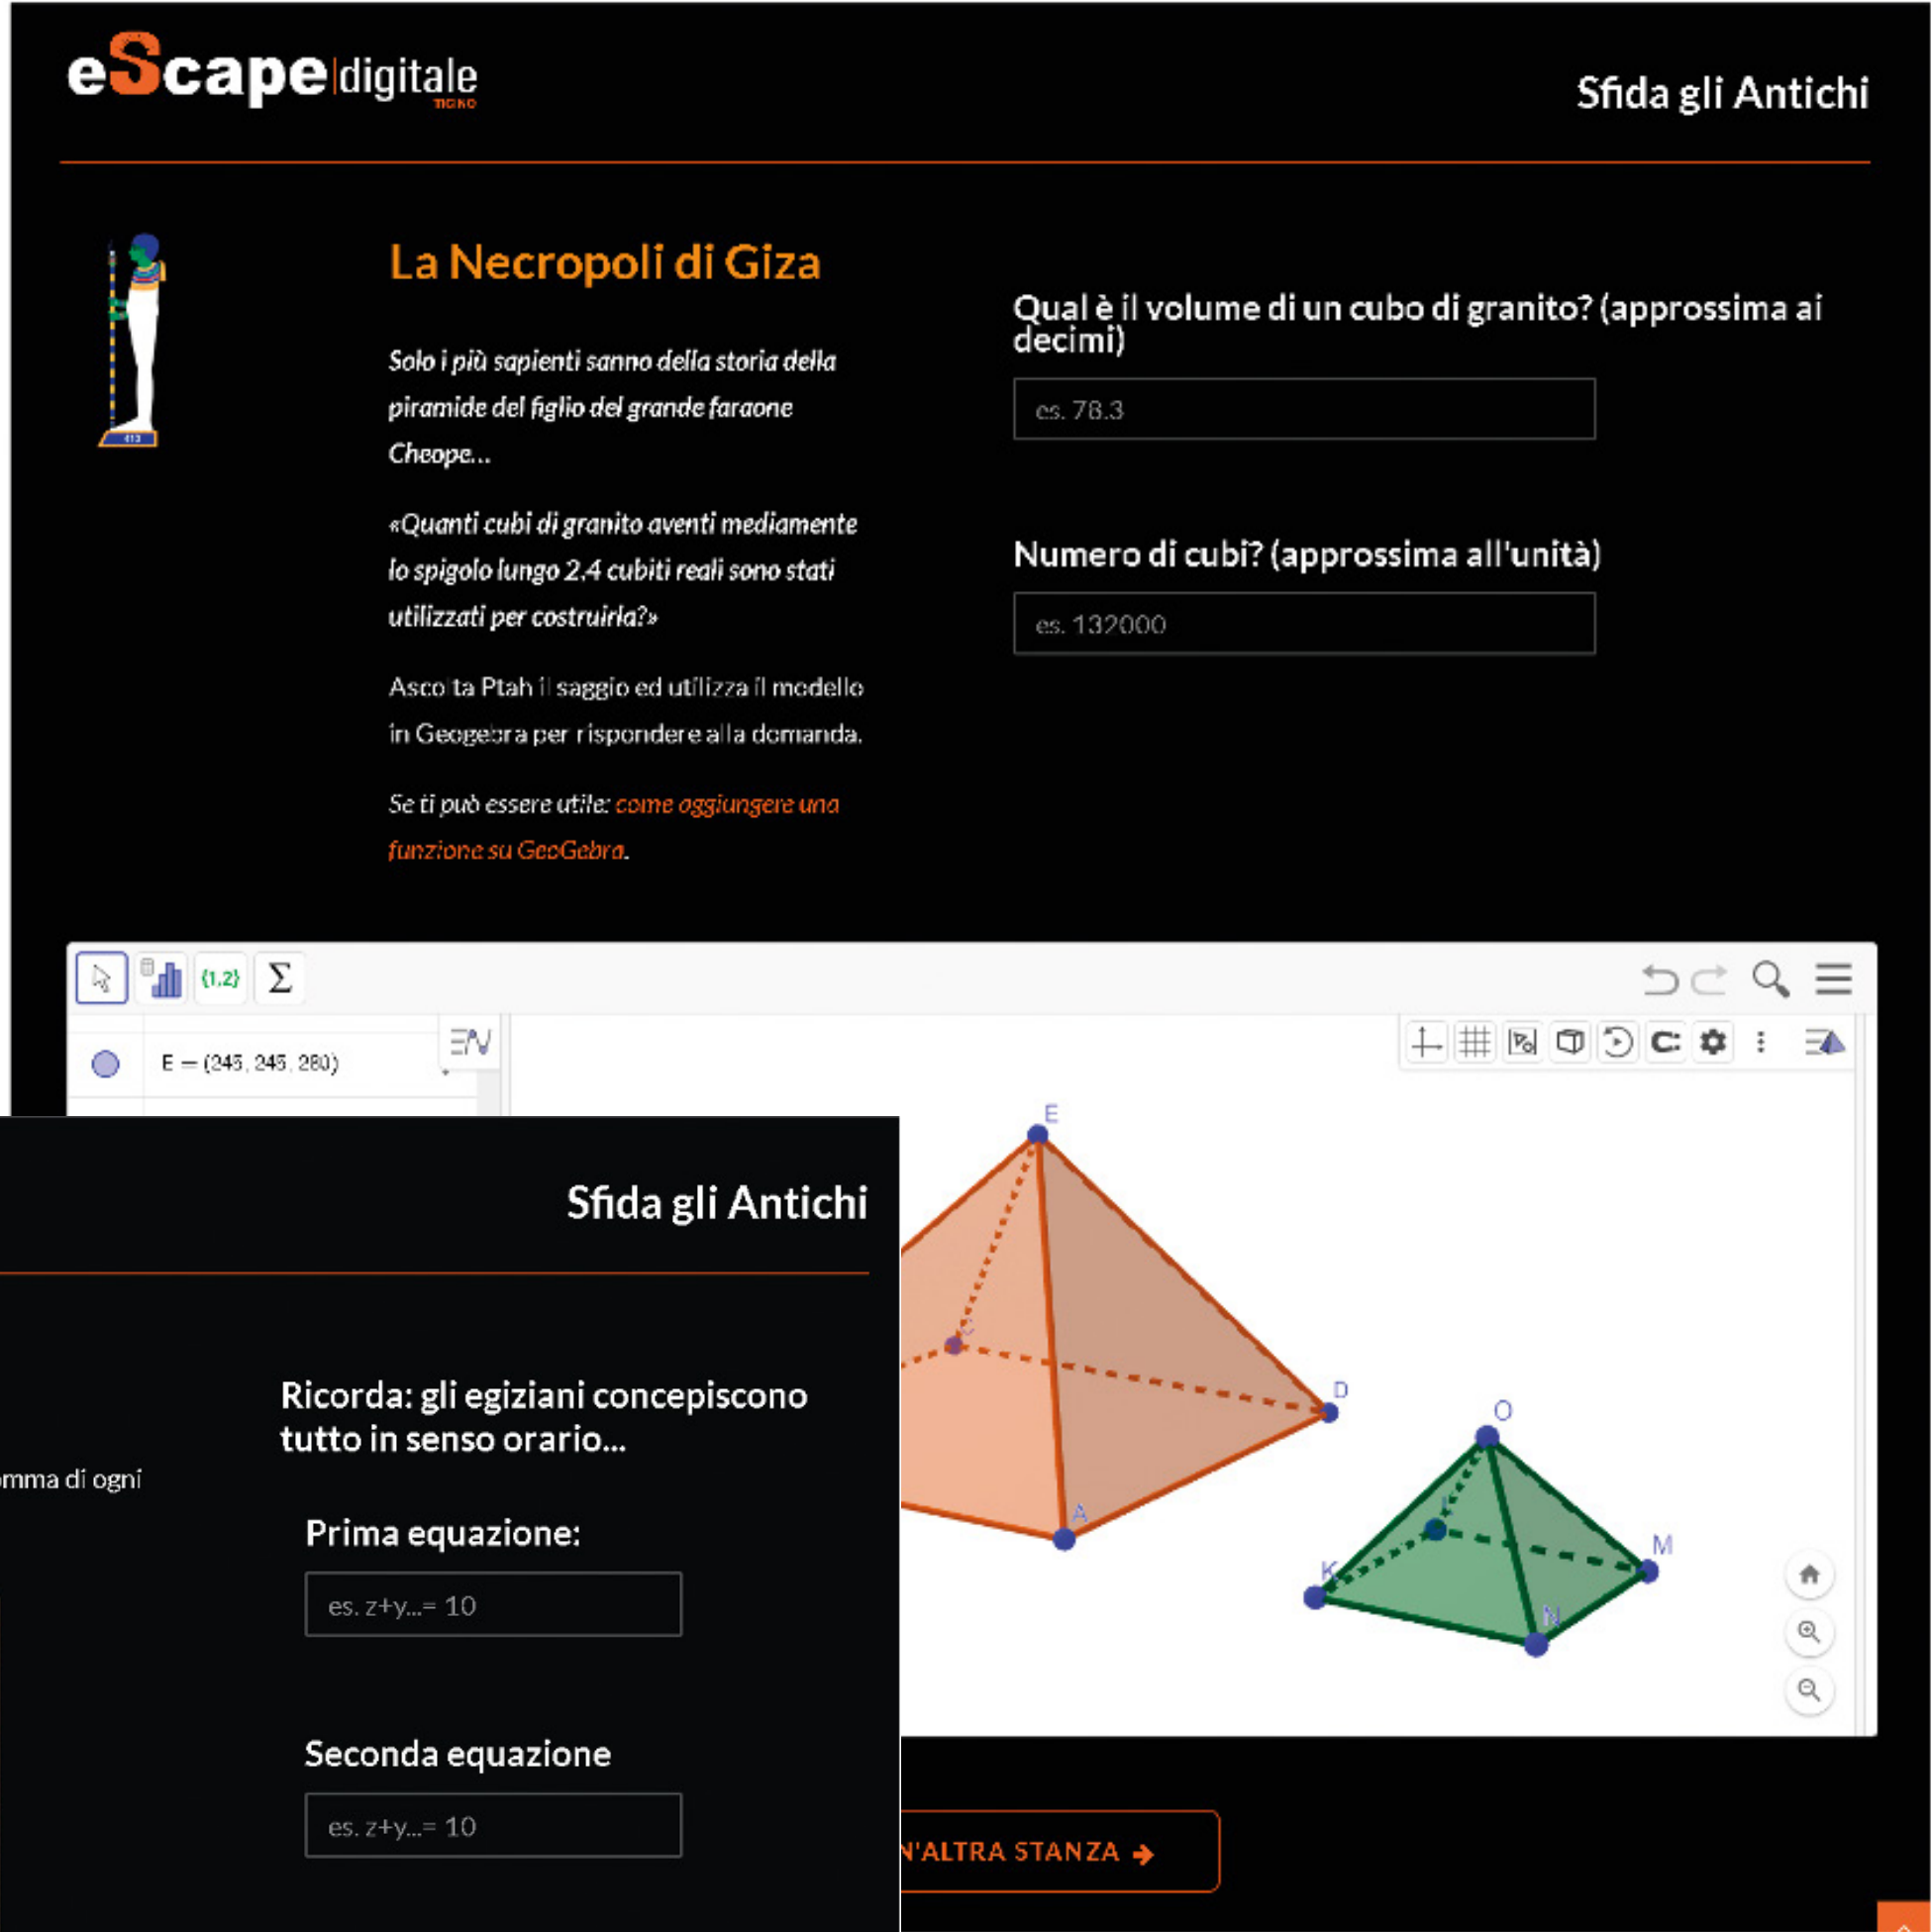 eScape|digitale
TICINO
Sfida gli Antichi
La Necropoli di Giza
Solo i più sapienti sanno della storia della
piramide del figlio del grande faraone
Cheope...
«Quanti cubi di granito aventi mediamente
lo spigolo lungo 2,4 cubiti reali sono stati
utilizzati per costruirla?»
Ascolta Ptah il saggio ed utilizza il modello
in Geogebra per rispondere alla domanda.
Se ti può essere utile: come aggiungere una
funzione su GeoGebra.
Qual è il volume di un cubo di granito? (approssima ai
decimi)
es. 78.3
Numero di cubi? (approssima all'unità)
es. 132000
{1,2} Σ
E = (245, 245, 280)
E
C
D
A
O
L
K
M
N
Sfida gli Antichi
omma di ogni
Ricorda: gli egiziani concepiscono
tutto in senso orario...
Prima equazione:
es. z+y...= 10
Seconda equazione
es. z+y...= 10
N'ALTRA STANZA →